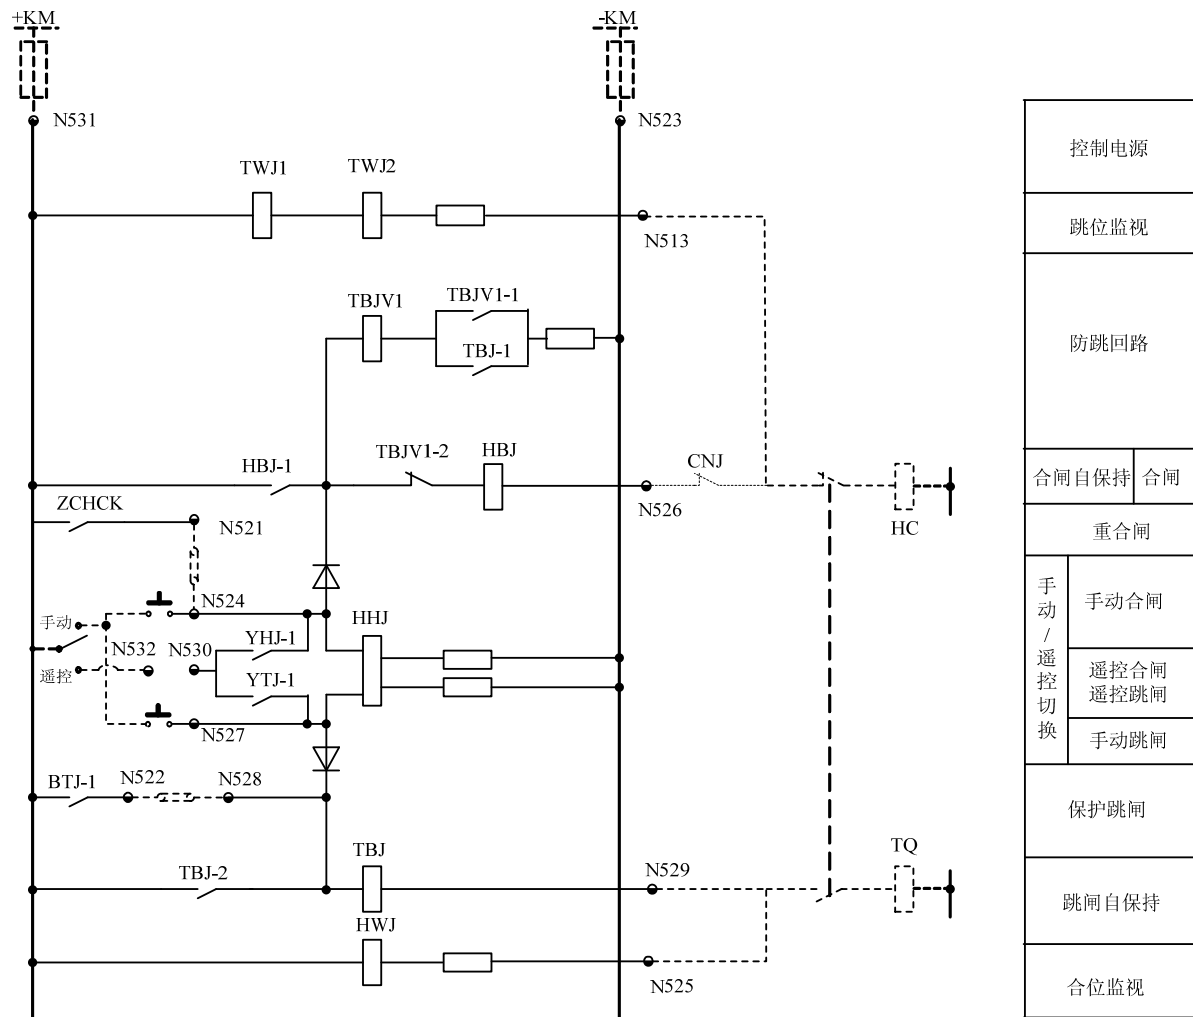 +KM
-KM
N531
N523
控制电源
TWJ1
TWJ2
N513
跳位监视
TBJV1
TBJV1-1
TBJ-1
防跳回路
HBJ-1
TBJV1-2
HBJ
CNJ
N526
HC
合闸自保持
合闸
ZCHCK
N521
重合闸
手动/遥控切换
手动
N524
HHJ
手动合闸
N532
N530
YHJ-1
遥控
YTJ-1
遥控合闸
遥控跳闸
N527
手动跳闸
BTJ-1
N522
N528
保护跳闸
TBJ-2
TBJ
N529
TQ
跳闸自保持
HWJ
N525
合位监视